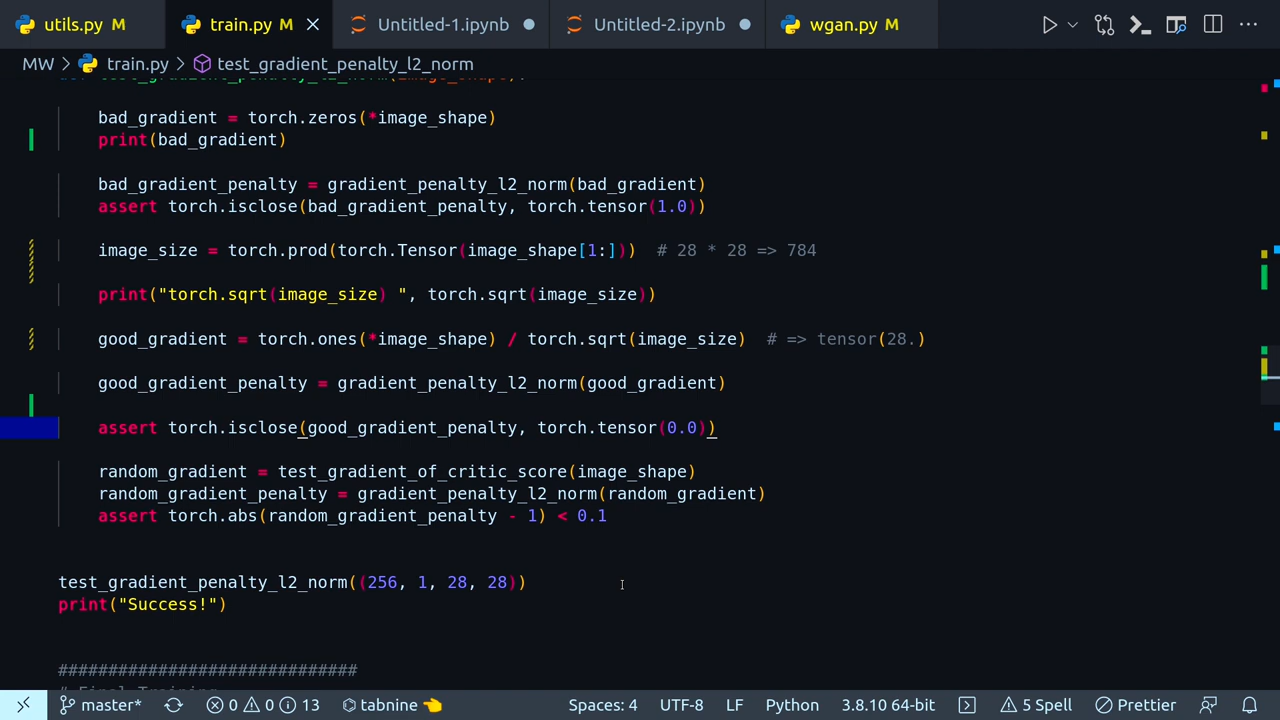 utils.py M train.py M Untitled-1.ipynb Untitled-2.ipynb wgan.py M
MW > train.py > test_gradient_penalty_l2_norm
def test_gradient_penalty_l2_norm(image_shape):
bad_gradient = torch.zeros(*image_shape)
print(bad_gradient)
bad_gradient_penalty = gradient_penalty_l2_norm(bad_gradient)
assert torch.isclose(bad_gradient_penalty, torch.tensor(1.0))
image_size = torch.prod(torch.Tensor(image_shape[1:]))  # 28 * 28 => 784
print("torch.sqrt(image_size) ", torch.sqrt(image_size))
good_gradient = torch.ones(*image_shape) / torch.sqrt(image_size)  # => tensor(28.)
good_gradient_penalty = gradient_penalty_l2_norm(good_gradient)
assert torch.isclose(good_gradient_penalty, torch.tensor(0.0))
random_gradient = test_gradient_of_critic_score(image_shape)
random_gradient_penalty = gradient_penalty_l2_norm(random_gradient)
assert torch.abs(random_gradient_penalty - 1) < 0.1
test_gradient_penalty_l2_norm((256, 1, 28, 28))
print("Success!")
##############################
# Final Training
master* 0 0 13 tabnine Spaces: 4 UTF-8 LF Python 3.8.10 64-bit 5 Spell Prettier